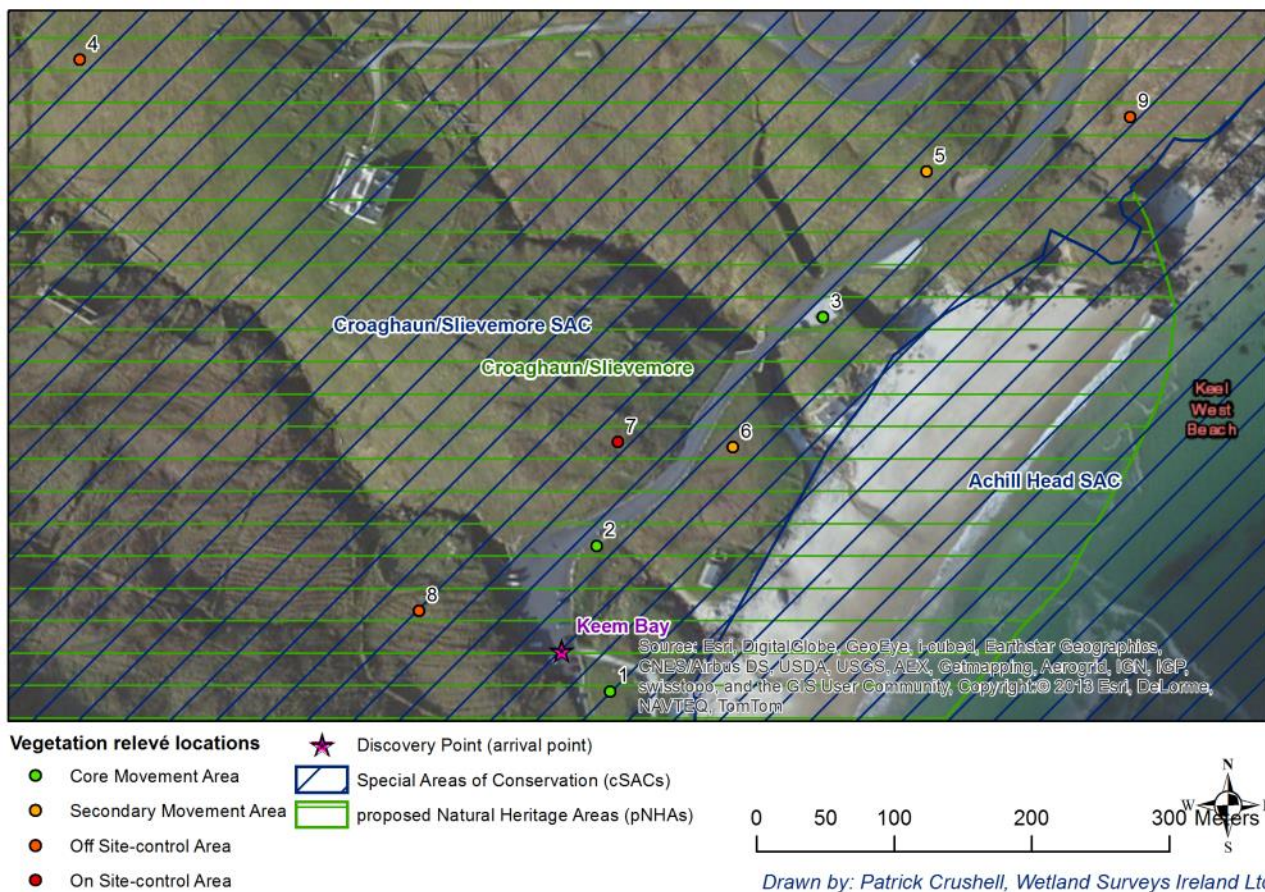 4
9
5
3
Croaghaun/Slievemore SAC
Croaghaun/Slievemore
Keel
West
Beach
7
6
Achill Head SAC
2
8
Keem Bay
Source: Esri, DigitalGlobe, GeoEye, i-cubed, Earthstar Geographics,
CNES/Airbus DS, USDA, USGS, AEX, Getmapping, Aerogrid, IGN, IGP,
swisstopo, and the GIS User Community, Copyright:© 2013 Esri, DeLorme,
NAVTEQ, TomTom
1
Vegetation relevé locations
Core Movement Area
Secondary Movement Area
Off Site-control Area
On Site-control Area
Discovery Point (arrival point)
Special Areas of Conservation (cSACs)
proposed Natural Heritage Areas (pNHAs)
N
W
S
0 50 100 200 300 Meters
Drawn by: Patrick Crushell, Wetland Surveys Ireland Ltd